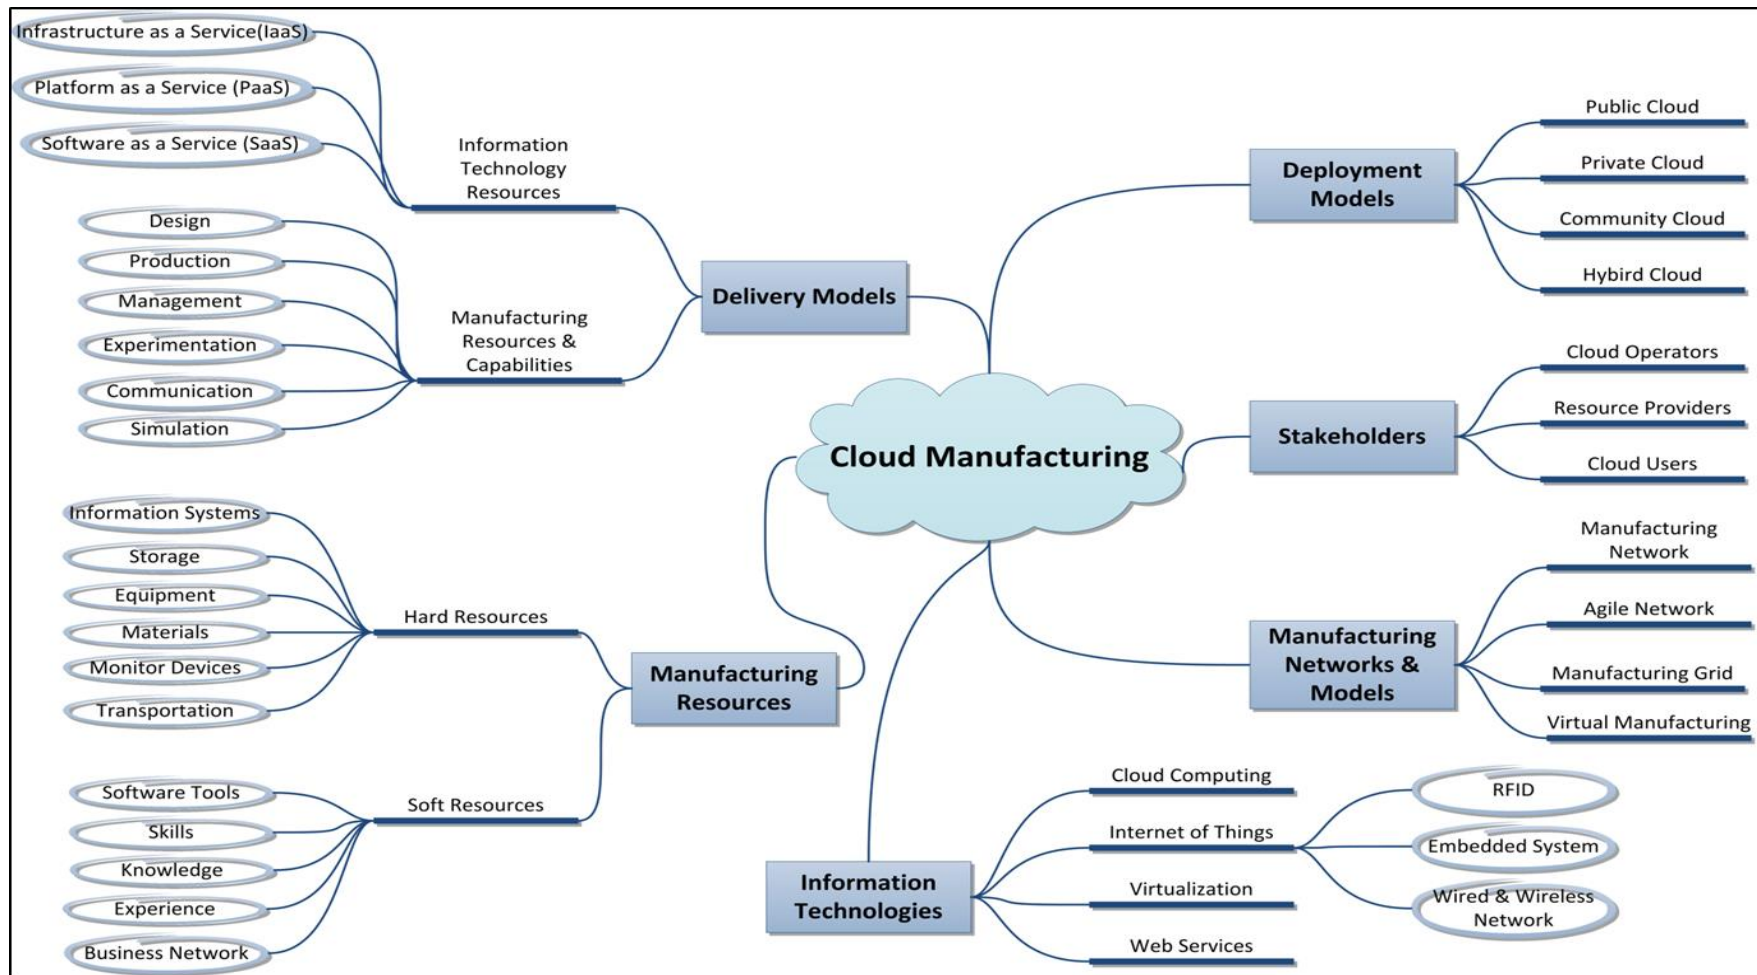 Infrastructure as a Service(IaaS)
Platform as a Service (PaaS)
Software as a Service (SaaS)
Information
Technology
Resources
Design
Production
Management
Experimentation
Communication
Simulation
Manufacturing
Resources &
Capabilities
Delivery Models
Information Systems
Storage
Equipment
Materials
Monitor Devices
Transportation
Hard Resources
Software Tools
Skills
Knowledge
Experience
Business Network
Soft Resources
Manufacturing
Resources
Cloud Manufacturing
Deployment
Models
Public Cloud
Private Cloud
Community Cloud
Hybird Cloud
Stakeholders
Cloud Operators
Resource Providers
Cloud Users
Manufacturing
Networks &
Models
Manufacturing
Network
Agile Network
Manufacturing Grid
Virtual Manufacturing
Information
Technologies
Cloud Computing
Internet of Things
Virtualization
Web Services
RFID
Embedded System
Wired & Wireless
Network